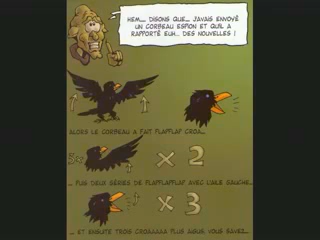 HEM... DISONS QUE... J'AVAIS ENVOYÉ
UN CORBEAU ESPION ET QU'IL A
RAPPORTÉ EUH... DES NOUVELLES !
ALORS LE CORBEAU A FAIT FLAPFLAP CROA...
x 2
... PUIS DEUX SÉRIES DE FLAPFLAPFLAP AVEC L'AILE GAUCHE...
x 3
... ET ENSUITE TROIS CROAAAAAA PLUS AIGUS, VOUS SAVEZ...